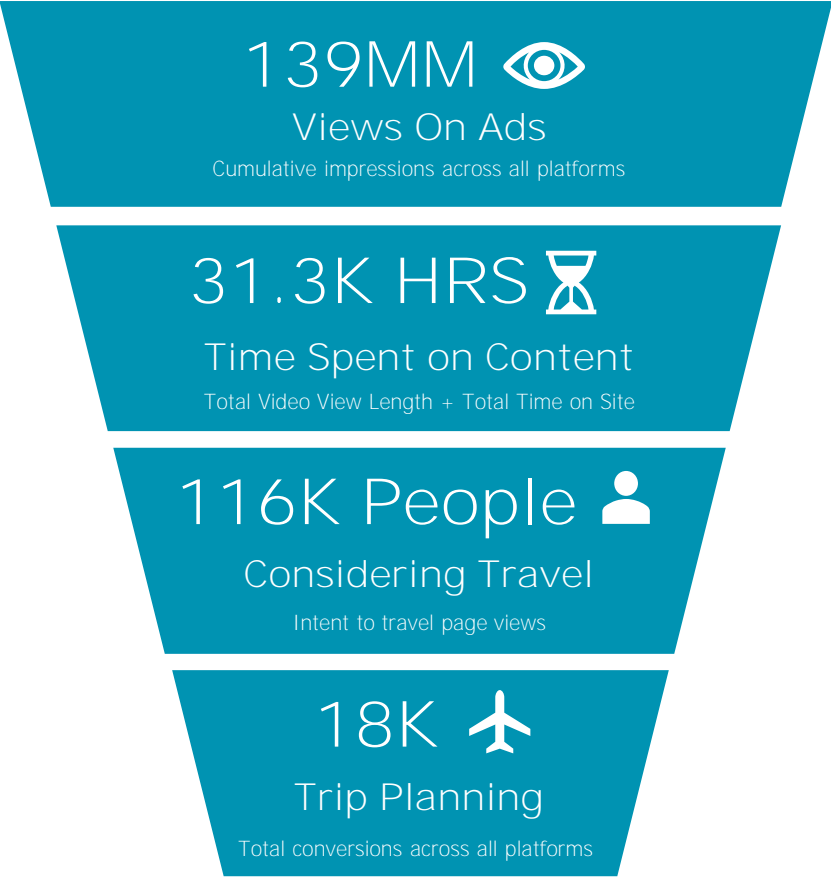 139MM
Views On Ads
Cumulative impressions across all platforms
31.3K HRS
Time Spent on Content
Total Video View Length + Total Time on Site
116K People
Considering Travel
Intent to travel page views
18K
Trip Planning
Total conversions across all platforms